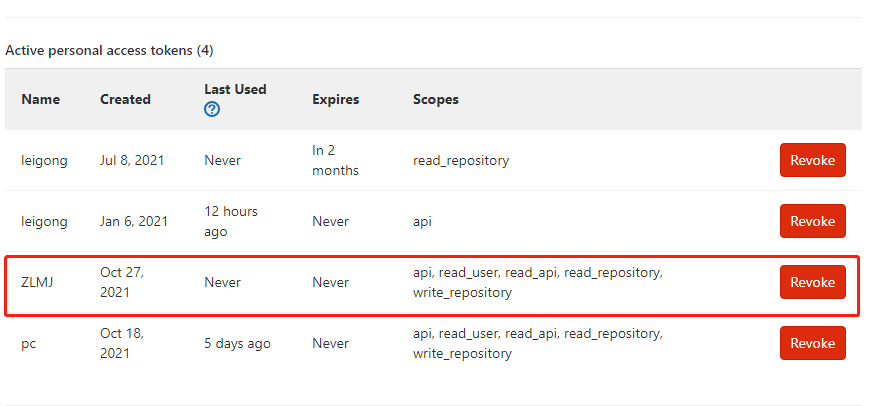 Active personal access tokens (4)
Name Created Last Used Expires Scopes
leigong Jul 8, 2021 Never In 2 months read_repository Revoke
leigong Jan 6, 2021 12 hours ago Never api Revoke
ZLMJ Oct 27, 2021 Never Never api, read_user, read_api, read_repository, write_repository Revoke
pc Oct 18, 2021 5 days ago Never api, read_user, read_api, read_repository, write_repository Revoke